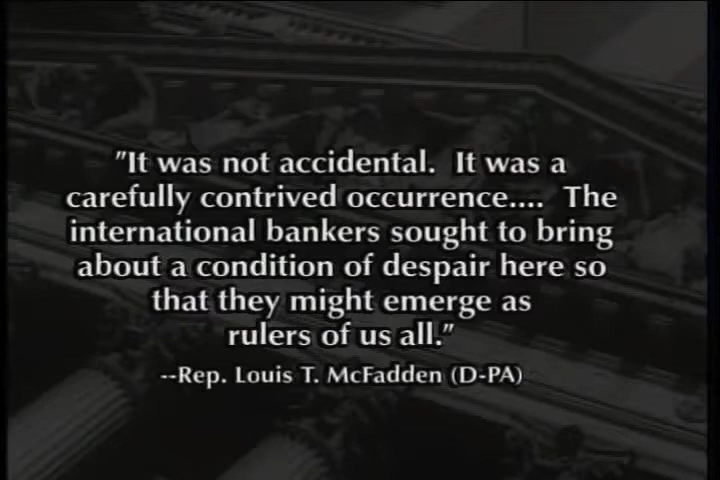 "It was not accidental.  It was a
carefully contrived occurrence....  The
international bankers sought to bring
about a condition of despair here so
that they might emerge as
rulers of us all."
--Rep. Louis T. McFadden (D-PA)